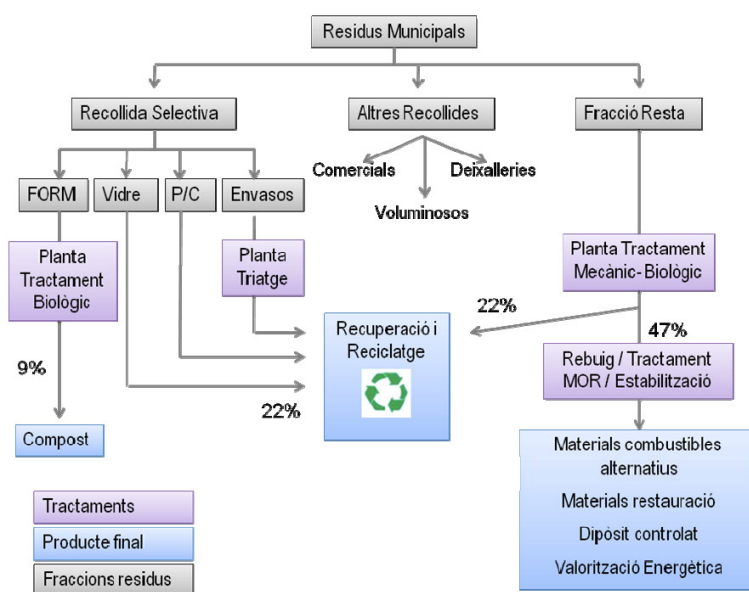 Residus Municipals
Recollida Selectiva
Altres Recollides
Fracció Resta
Comercials
Deixalleries
Voluminosos
FORM
Vidre
P/C
Envasos
Planta
Tractament
Biològic
Planta
Triatge
Planta Tractament
Mecànic- Biològic
22%
47%
Recuperació i
Reciclatge
Rebuig / Tractament
MOR / Estabilització
9%
22%
Compost
Materials combustibles
alternatius
Materials restauració
Dipòsit controlat
Valorització Energètica
Tractaments
Producte final
Fraccions residus